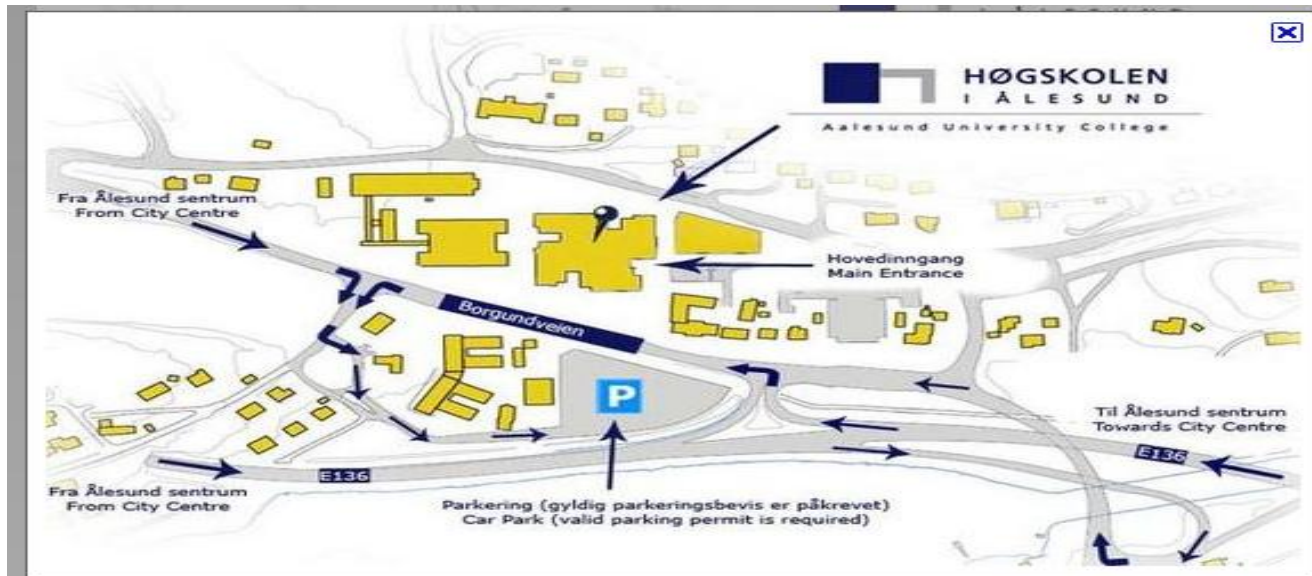 HØGSKOLEN
I ÅLESUND
Aalesund University College
Fra Ålesund sentrum
From City Centre
Hovedinngang
Main Entrance
Borgundveien
P
Til Ålesund sentrum
Towards City Centre
E136
E136
Fra Ålesund sentrum
From City Centre
Parkering (gyldig parkeringsbevis er påkrevet)
Car Park (valid parking permit is required)